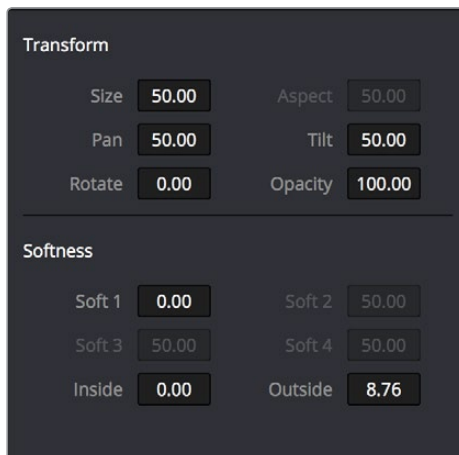 Transform
Size 50.00 Aspect 50.00
Pan 50.00 Tilt 50.00
Rotate 0.00 Opacity 100.00
Softness
Soft 1 0.00 Soft 2 50.00
Soft 3 50.00 Soft 4 50.00
Inside 0.00 Outside 8.76